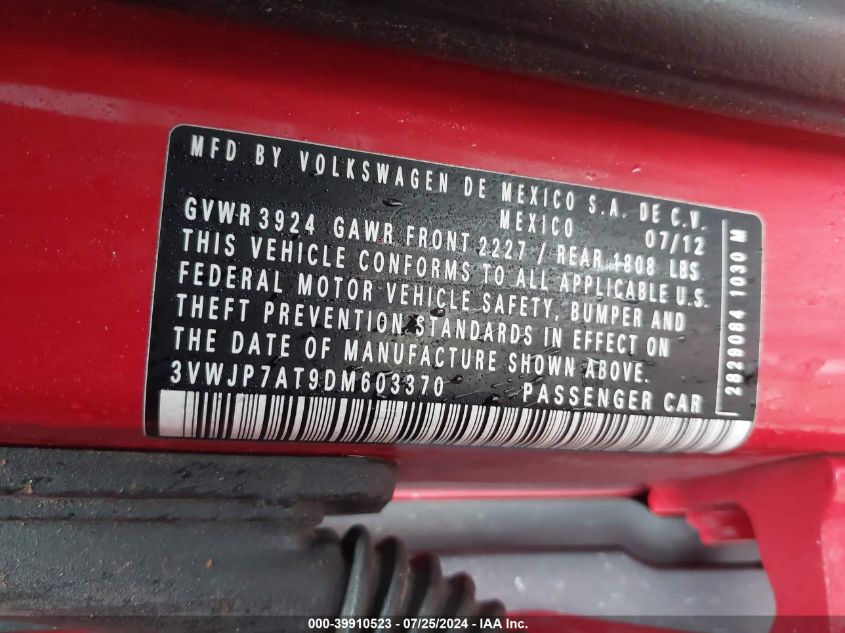 MFD BY VOLKSWAGEN DE MEXICO S.A. DE C.V.
MEXICO 07/12
GVWR 3924 GAWR FRONT 2227 / REAR 1808 LBS
THIS VEHICLE CONFORMS TO ALL APPLICABLE U.S.
FEDERAL MOTOR VEHICLE SAFETY, BUMPER AND
THEFT PREVENTION STANDARDS IN EFFECT ON
THE DATE OF MANUFACTURE SHOWN ABOVE.
3VWJP7AT9DM603370 PASSENGER CAR
2829084 1030 M
000-39910523 - 07/25/2024 - IAAI Inc.